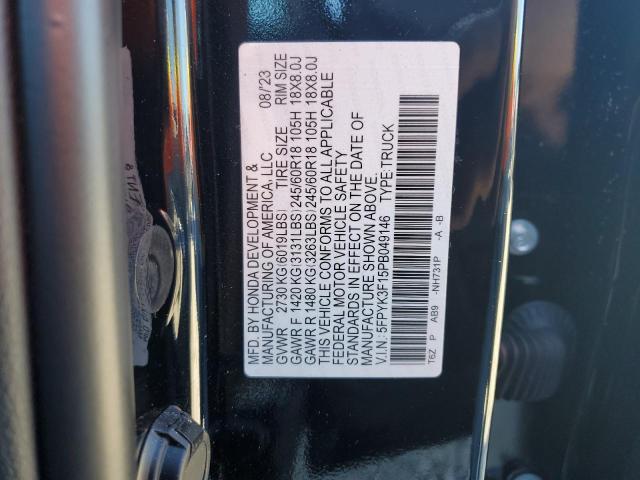 MFD. BY HONDA DEVELOPMENT & 08/'23
MANUFACTURING OF AMERICA, LLC
GVWR 2730 KG(6019LBS) TIRE SIZE RIM SIZE
GAWR F 1420 KG(3131LBS) 245/60R18 105H 18X8.0J
GAWR R 1480 KG(3263LBS) 245/60R18 105H 18X8.0J
THIS VEHICLE CONFORMS TO ALL APPLICABLE
FEDERAL MOTOR VEHICLE SAFETY
STANDARDS IN EFFECT ON THE DATE OF
MANUFACTURE SHOWN ABOVE.
V.I.N.: 5FPYK3F15PB049146 TYPE:TRUCK
T6Z P AB9 -NH731P -A -B